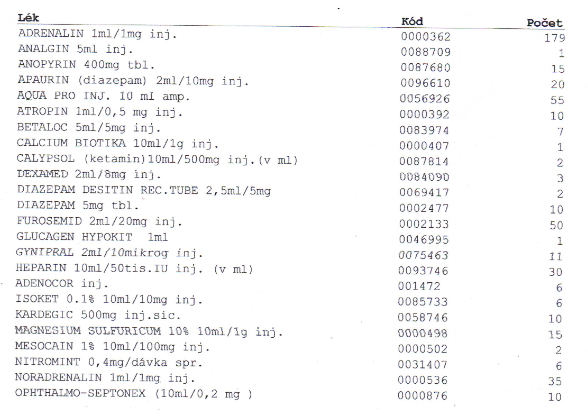 Lék Kód Počet
ADRENALIN 1ml/1mg inj. 0000362 179
ANALGIN 5ml inj. 0088709 1
ANOPYRIN 400mg tbl. 0087680 15
APAURIN (diazepam) 2ml/10mg inj. 0096610 20
AQUA PRO INJ. 10 ml amp. 0056926 55
ATROPIN 1ml/0,5 mg inj. 0000392 10
BETALOC 5ml/5mg inj. 0083974 7
CALCIUM BIOTIKA 10ml/1g inj. 0000407 1
CALYPSOL (ketamin)10ml/500mg inj.(v ml) 0087814 2
DEXAMED 2ml/8mg inj. 0084090 3
DIAZEPAM DESITIN REC.TUBE 2,5ml/5mg 0069417 2
DIAZEPAM 5mg tbl. 0002477 10
FUROSEMID 2ml/20mg inj. 0002133 50
GLUCAGEN HYPOKIT 1ml 0046995 1
GYNIPRAL 2ml/10mikrog inj. 0075463 11
HEPARIN 10ml/50tis.IU inj. (v ml) 0093746 30
ADENOCOR inj. 001472 6
ISOKET 0.1% 10ml/10mg inj. 0085733 6
KARDEGIC 500mg inj.sic. 0058746 10
MAGNESIUM SULFURICUM 10% 10ml/1g inj. 0000498 15
MESOCAIN 1% 10ml/100mg inj. 0000502 2
NITROMINT 0,4mg/dávka spr. 0031407 6
NORADRENALIN 1ml/1mg inj. 0000536 35
OPHTHALMO-SEPTONEX (10ml/0,2 mg ) 0000876 10